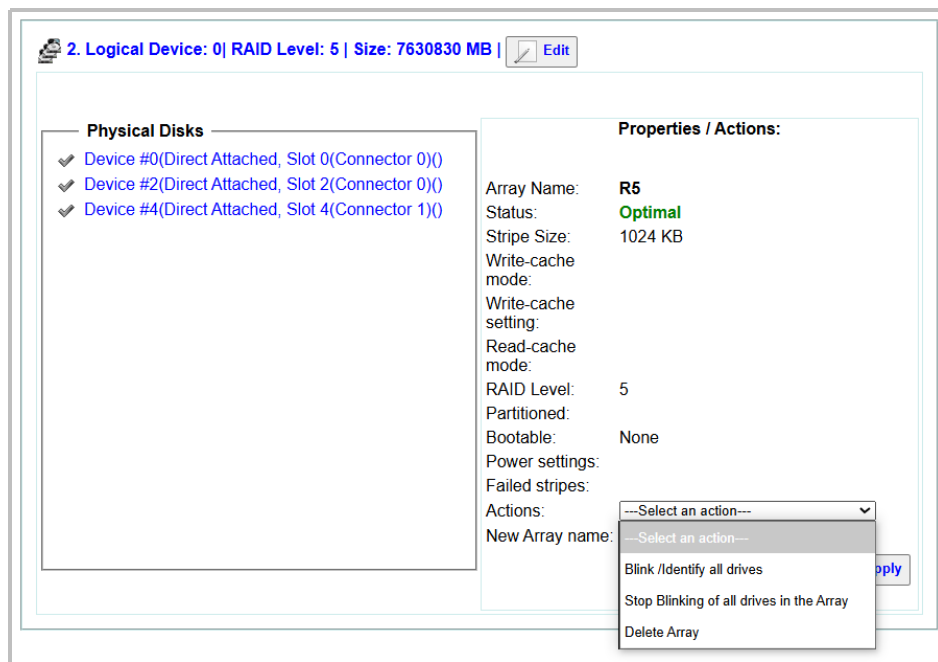 2. Logical Device: 0| RAID Level: 5 | Size: 7630830 MB | Edit
Physical Disks
Device #0(Direct Attached, Slot 0(Connector 0)()
Device #2(Direct Attached, Slot 2(Connector 0)()
Device #4(Direct Attached, Slot 4(Connector 1)()
Properties / Actions:
Array Name: R5
Status: Optimal
Stripe Size: 1024 KB
Write-cache
mode:
Write-cache
setting:
Read-cache
mode:
RAID Level: 5
Partitioned:
Bootable: None
Power settings:
Failed stripes:
Actions: ---Select an action---
New Array name:
---Select an action---
Blink /Identify all drives
pply
Stop Blinking of all drives in the Array
Delete Array